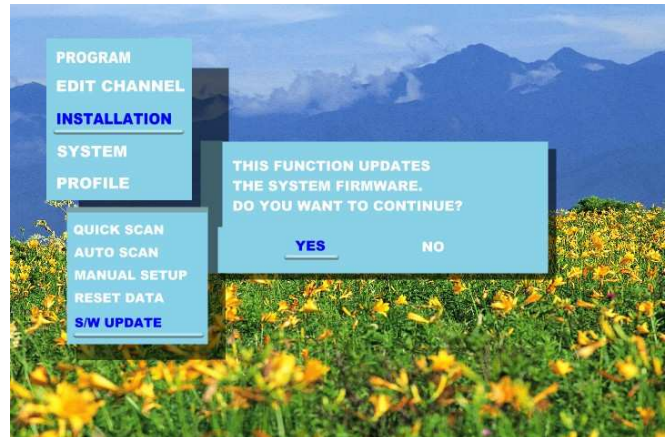 PROGRAM
EDIT CHANNEL
INSTALLATION
SYSTEM
PROFILE
QUICK SCAN
AUTO SCAN
MANUAL SETUP
RESET DATA
S/W UPDATE
THIS FUNCTION UPDATES
THE SYSTEM FIRMWARE.
DO YOU WANT TO CONTINUE?
YES NO